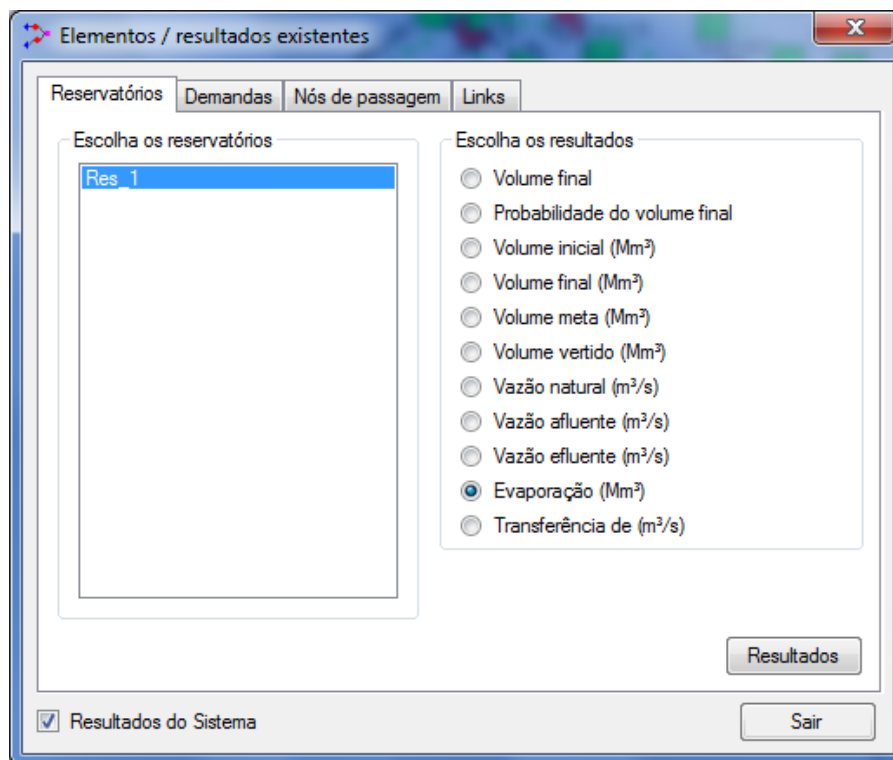 Elementos / resultados existentes
Reservatórios Demandas Nós de passagem Links
Escolha os reservatórios
Res_1
Escolha os resultados
Volume final
Probabilidade do volume final
Volume inicial (Mm³)
Volume final (Mm³)
Volume meta (Mm³)
Volume vertido (Mm³)
Vazão natural (m³/s)
Vazão afluente (m³/s)
Vazão efluente (m³/s)
Evaporação (Mm³)
Transferência de (m³/s)
Resultados
Resultados do Sistema
Sair